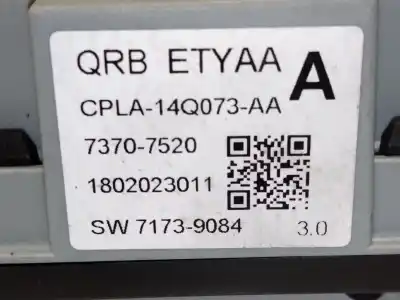 QRB ETYAA A
CPLA-14Q073-AA
7370-7520
1802023011
SW 7173-9084 3.0